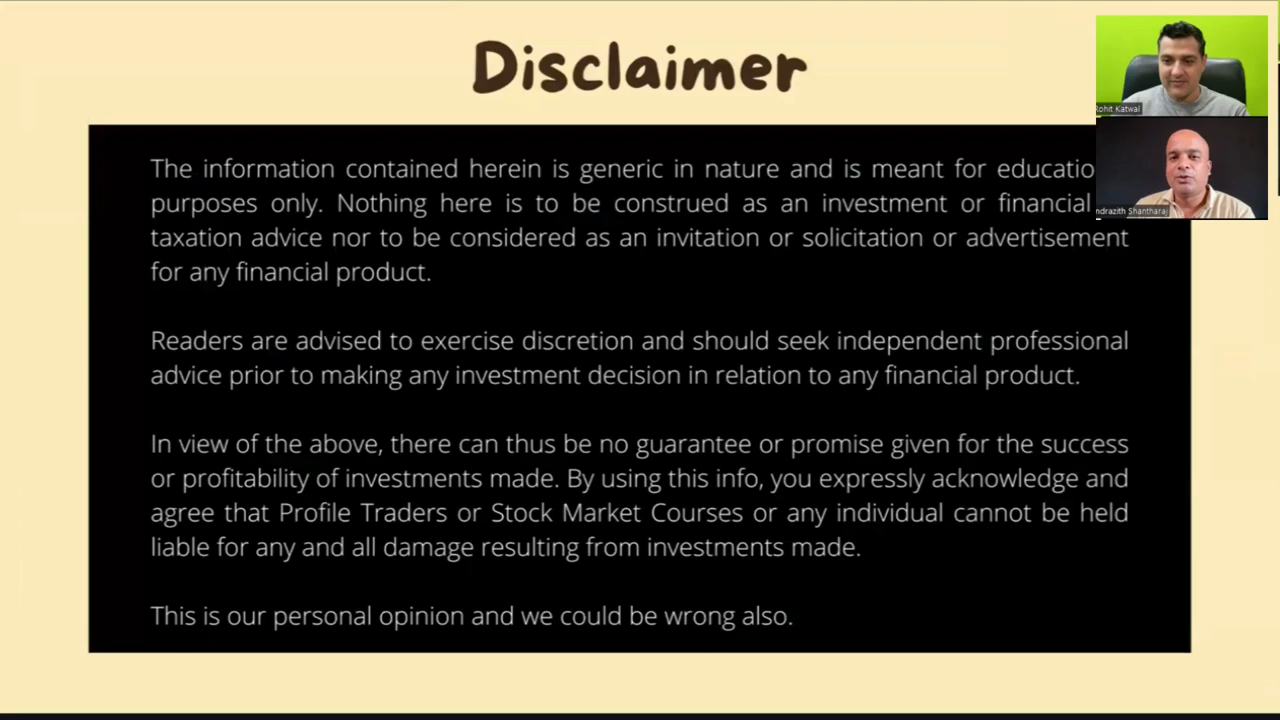 Disclaimer
Rohit Katwal
The information contained herein is generic in nature and is meant for educatio
ndrazith Shantharaj
purposes only. Nothing here is to be construed as an investment or financial
taxation advice nor to be considered as an invitation or solicitation or advertisement
for any financial product.
Readers are advised to exercise discretion and should seek independent professional
advice prior to making any investment decision in relation to any financial product.
In view of the above, there can thus be no guarantee or promise given for the success
or profitability of investments made. By using this info, you expressly acknowledge and
agree that Profile Traders or Stock Market Courses or any individual cannot be held
liable for any and all damage resulting from investments made.
This is our personal opinion and we could be wrong also.